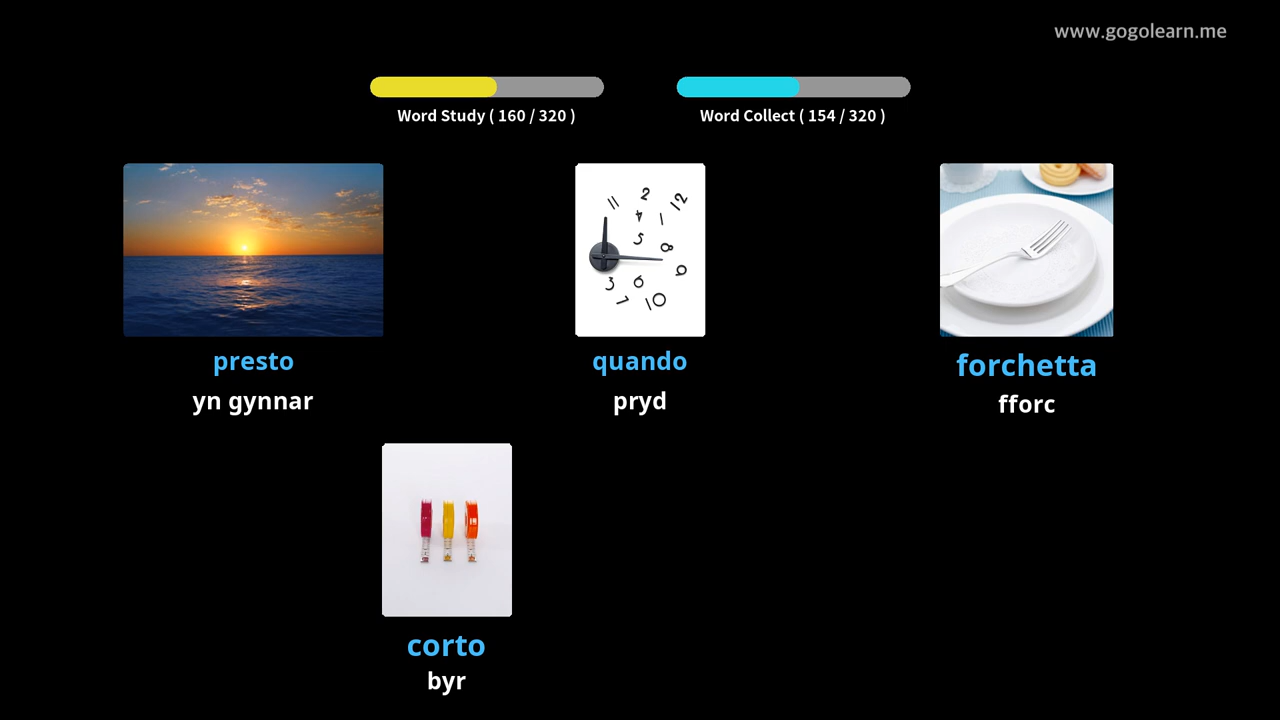 www.gogolearn.me
Word Study ( 160 / 320 )
Word Collect ( 154 / 320 )
presto
yn gynnar
quando
pryd
forchetta
fforc
corto
byr